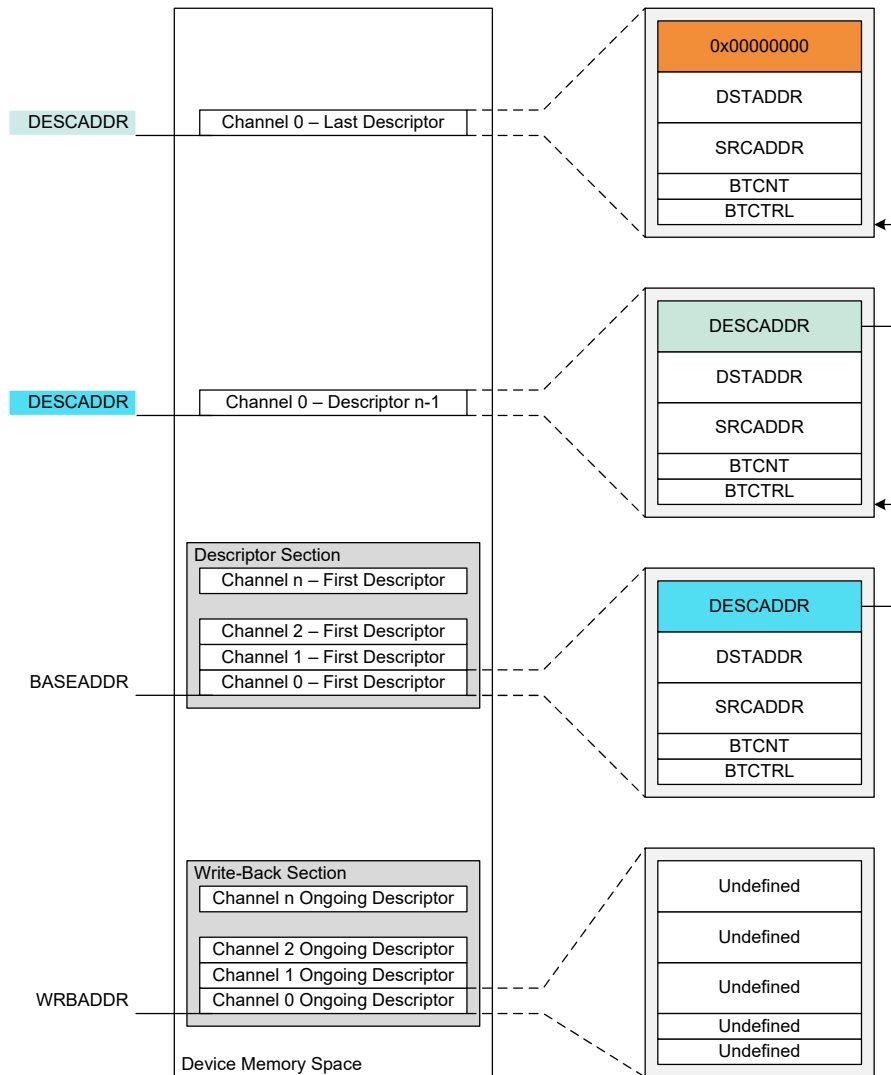 0x00000000
DSTADDR
DESCADDR
Channel 0 – Last Descriptor
SRCADDR
BTCNT
BTCTRL
DESCADDR
DSTADDR
DESCADDR
Channel 0 – Descriptor n-1
SRCADDR
BTCNT
BTCTRL
Descriptor Section
Channel n – First Descriptor
Channel 2 – First Descriptor
Channel 1 – First Descriptor
BASEADDR
Channel 0 – First Descriptor
DESCADDR
DSTADDR
SRCADDR
BTCNT
BTCTRL
Write-Back Section
Channel n Ongoing Descriptor
Channel 2 Ongoing Descriptor
Channel 1 Ongoing Descriptor
WRBADDR
Channel 0 Ongoing Descriptor
Undefined
Undefined
Undefined
Undefined
Undefined
Device Memory Space